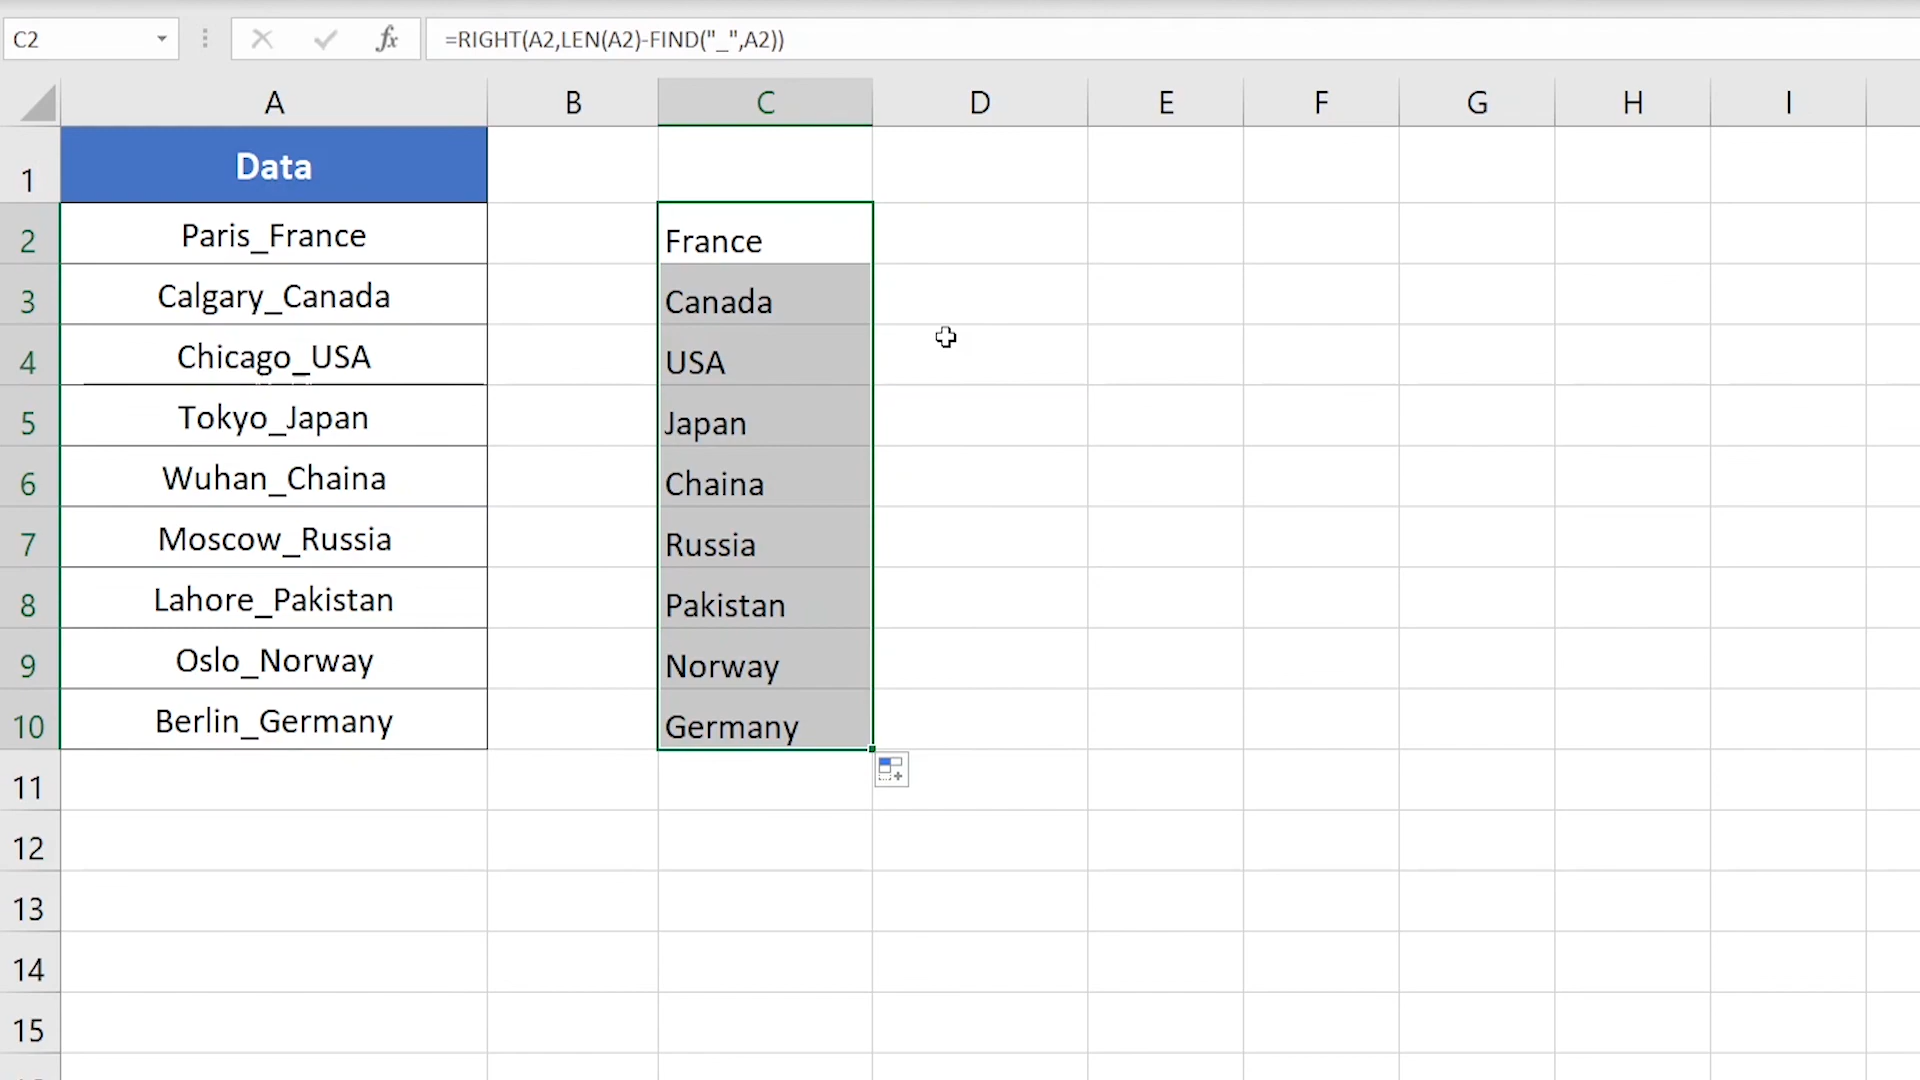 C2 fx =RIGHT(A2,LEN(A2)-FIND("_",A2))
A B C D E F G H I
1 Data
2 Paris_France France
3 Calgary_Canada Canada
4 Chicago_USA USA
5 Tokyo_Japan Japan
6 Wuhan_Chaina Chaina
7 Moscow_Russia Russia
8 Lahore_Pakistan Pakistan
9 Oslo_Norway Norway
10 Berlin_Germany Germany
11
12
13
14
15